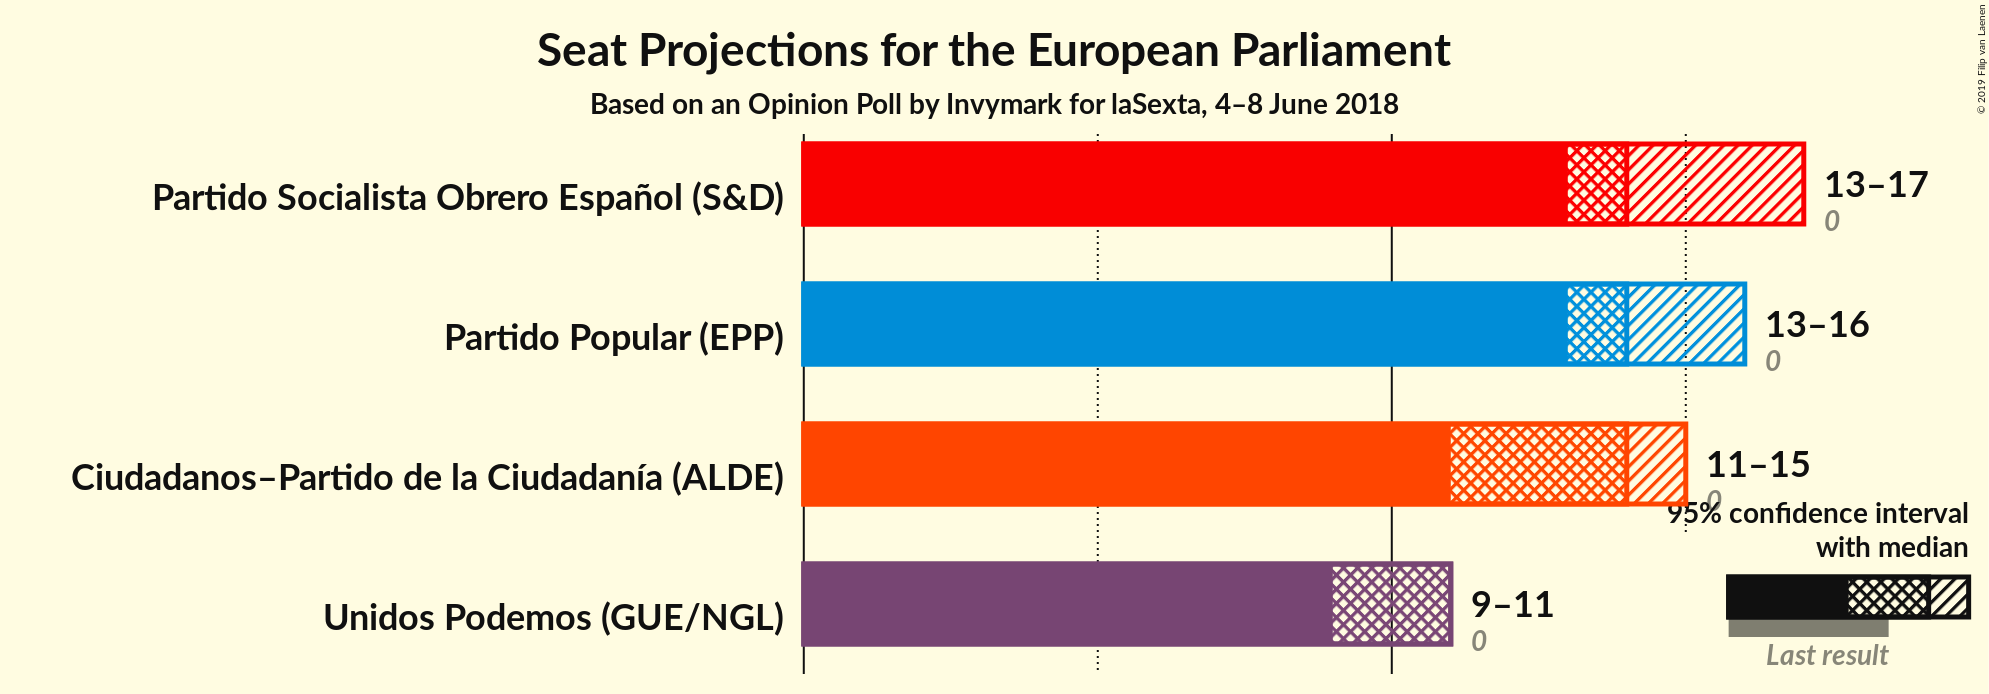 Seat Projections for the European Parliament
Based on an Opinion Poll by Invymark for laSexta, 4–8 June 2018
© 2019 Filip van Laenen
Partido Socialista Obrero Español (S&D)
13–17
0
Partido Popular (EPP)
13–16
0
Ciudadanos–Partido de la Ciudadanía (ALDE)
11–15
0
95% confidence interval
with median
Unidos Podemos (GUE/NGL)
9–11
0
Last result